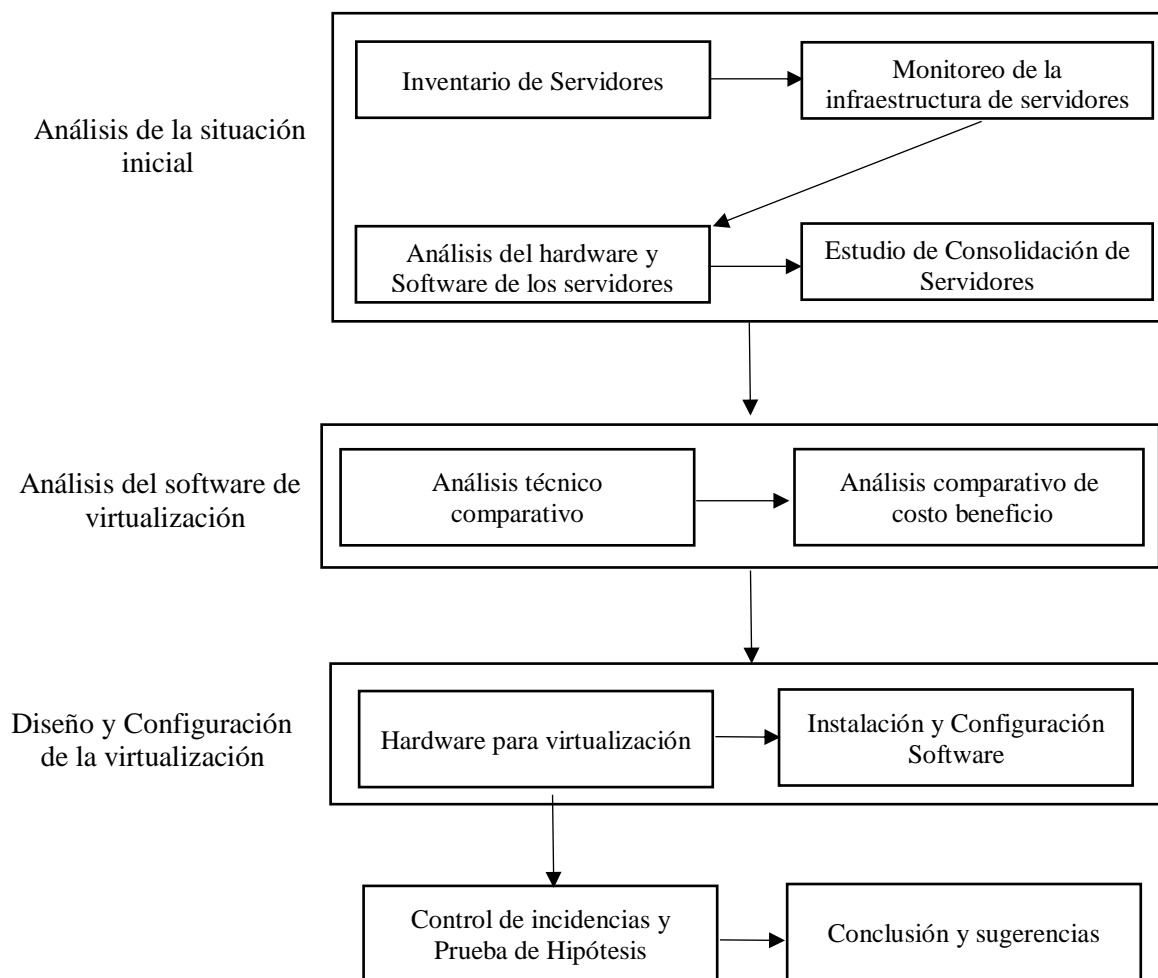 Análisis de la situación
inicial
Inventario de Servidores
Monitoreo de la
infraestructura de servidores
Análisis del hardware y
Software de los servidores
Estudio de Consolidación de
Servidores
Análisis del software de
virtualización
Análisis técnico
comparativo
Análisis comparativo de
costo beneficio
Diseño y Configuración
de la virtualización
Hardware para virtualización
Instalación y Configuración
Software
Control de incidencias y
Prueba de Hipótesis
Conclusión y sugerencias